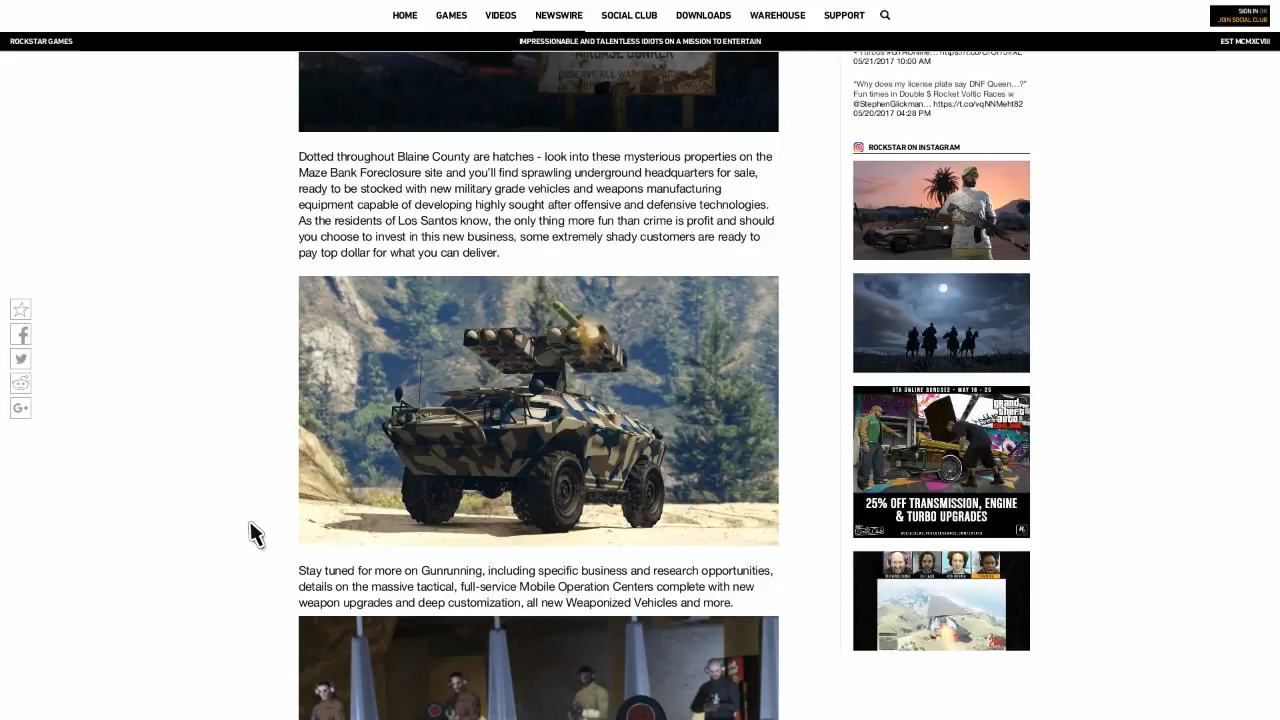 HOME GAMES VIDEOS NEWSWIRE SOCIAL CLUB DOWNLOADS WAREHOUSE SUPPORT
SIGN IN OR
JOIN SOCIAL CLUB
ROCKSTAR GAMES
IMPRESSIONABLE AND TALENTLESS IDIOTS ON A MISSION TO ENTERTAIN
EST MCMXCVIII
AIRBASE BUNKER
Dotted throughout Blaine County are hatches - look into these mysterious properties on the
Maze Bank Foreclosure site and you'll find sprawling underground headquarters for sale,
ready to be stocked with new military grade vehicles and weapons manufacturing
equipment capable of developing highly sought after offensive and defensive technologies.
As the residents of Los Santos know, the only thing more fun than crime is profit and should
you choose to invest in this new business, some extremely shady customers are ready to
pay top dollar for what you can deliver.
Stay tuned for more on Gunrunning, including specific business and research opportunities,
details on the massive tactical, full-service Mobile Operation Centers complete with new
weapon upgrades and deep customization, all new Weaponized Vehicles and more.
05/21/2017 10:00 AM
"Why does my license plate say DNF Queen…?"
Fun times in Double $ Rocket Voltic Races w
@StephenGlickman… https://t.co/vqNNMeht82
05/20/2017 04:28 PM
ROCKSTAR ON INSTAGRAM
GTA ONLINE BONUSES - MAY 16 - 25
grand
theft
auto
ONLINE
25% OFF TRANSMISSION, ENGINE
& TURBO UPGRADES